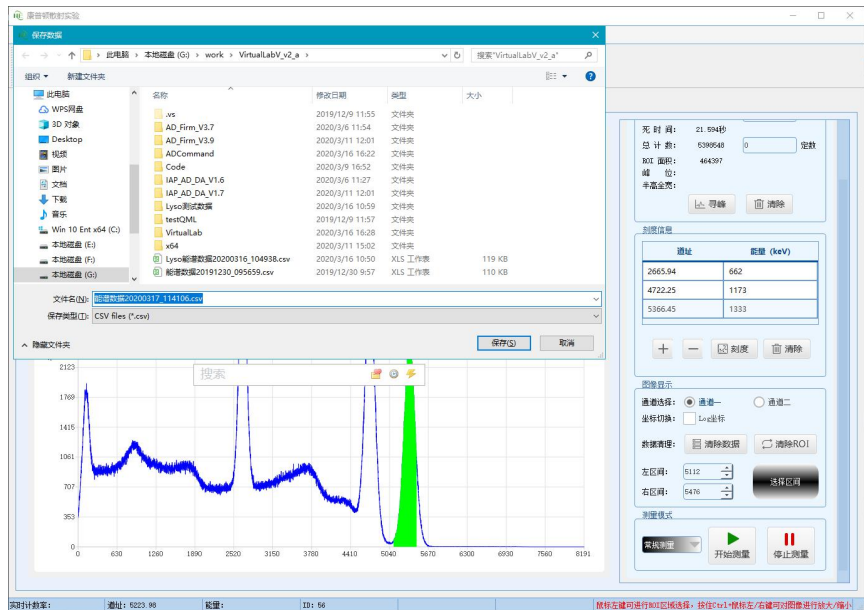 康普顿散射实验
保存数据
此电脑 › 本地磁盘 (G:) › work › VirtualLabV_v2_a ›
搜索"VirtualLabV_v2_a"
组织 新建文件夹
此电脑
WPS网盘
3D 对象
Desktop
视频
图片
文档
下载
音乐
Win 10 Ent x64 (C:)
本地磁盘 (E:)
本地磁盘 (F:)
本地磁盘 (G:)
名称 修改日期 类型 大小
.vs 2019/12/9 11:55 文件夹
AD_Firm_V3.7 2020/3/6 11:54 文件夹
AD_Firm_V3.9 2020/3/11 12:01 文件夹
ADCommand 2020/3/16 16:22 文件夹
Code 2020/3/9 16:52 文件夹
IAP_AD_DA_V1.6 2020/3/6 11:27 文件夹
IAP_AD_DA_V1.7 2020/3/11 12:01 文件夹
Lyso测试数据 2020/3/16 10:59 文件夹
testQML 2019/12/9 11:57 文件夹
VirtualLab 2020/3/16 16:28 文件夹
x64 2020/3/11 15:02 文件夹
Lyso能谱数据20200316_104938.csv 2020/3/16 10:50 XLS 工作表 119 KB
能谱数据20191230_095659.csv 2019/12/30 9:57 XLS 工作表 110 KB
文件名(N): 能谱数据20200317_114106.csv
保存类型(T): CSV files (*.csv)
隐藏文件夹
保存(S) 取消
搜索
2123
1769
1415
1061
707
353
0
0 630 1260 1890 2520 3150 3780 4410 5040 5670 6300 6930 7560 8191
死时间: 21.594秒
总计数: 5398548 0 定数
ROI 面积: 464397
峰 位:
半高全宽:
寻峰 清除
刻度信息
道址 能量 (keV)
2665.94 662
4722.25 1173
5366.45 1333
刻度 清除
图像显示
通道选择: 通道一 通道二
坐标切换: Log坐标
数据清理: 清除数据 清除ROI
左区间: 5112
右区间: 5476
选择区间
测量模式
常规测量
开始测量 停止测量
实时计数率: 道址: 5223.98 能量: ID: 56
鼠标左键可进行ROI区域选择，按住Ctrl+鼠标左/右键可对图像进行放大/缩小